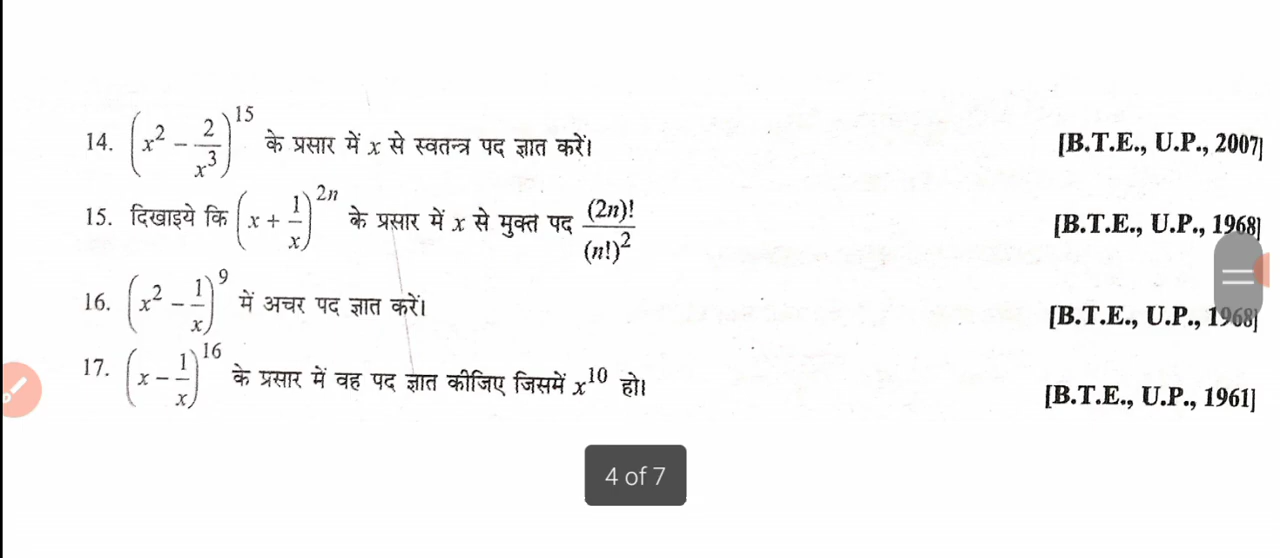 14. (x² − 2/x³)¹⁵ के प्रसार में x से स्वतन्त्र पद ज्ञात करें। [B.T.E., U.P., 2007]
15. दिखाइये कि (x + 1/x)²ⁿ के प्रसार में x से मुक्त पद (2n)!/(n!)² [B.T.E., U.P., 1968]
16. (x² − 1/x)⁹ में अचर पद ज्ञात करें। [B.T.E., U.P., 1968]
17. (x − 1/x)¹⁶ के प्रसार में वह पद ज्ञात कीजिए जिसमें x¹⁰ हो। [B.T.E., U.P., 1961]
4 of 7